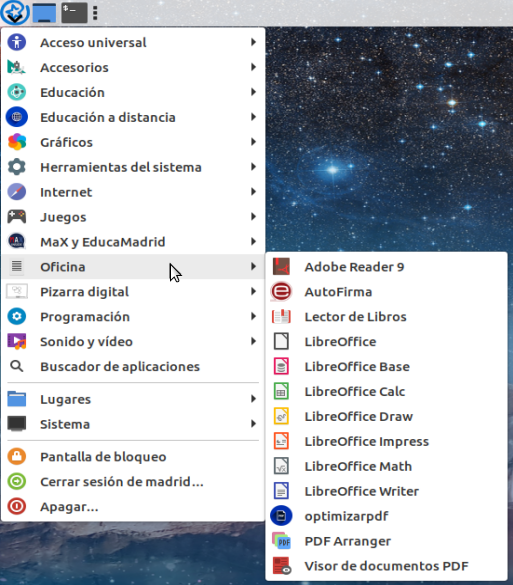 Acceso universal
Accesorios
Educación
Educación a distancia
Gráficos
Herramientas del sistema
Internet
Juegos
MaX y EducaMadrid
Oficina
Pizarra digital
Programación
Sonido y vídeo
Buscador de aplicaciones
Lugares
Sistema
Pantalla de bloqueo
Cerrar sesión de madrid...
Apagar...
Adobe Reader 9
AutoFirma
Lector de Libros
LibreOffice
LibreOffice Base
LibreOffice Calc
LibreOffice Draw
LibreOffice Impress
LibreOffice Math
LibreOffice Writer
optimizarpdf
PDF Arranger
Visor de documentos PDF